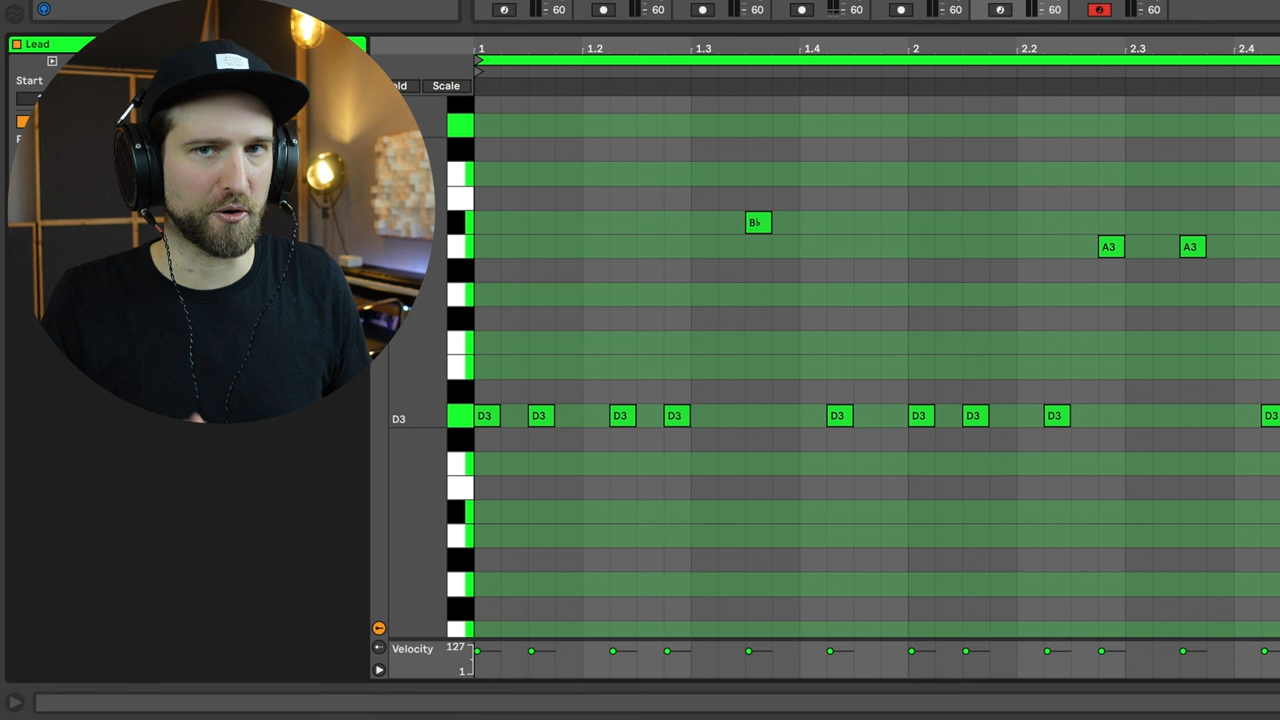 60 60 60 60 60 60 60
Lead
1 1.2 1.3 1.4 2 2.2 2.3 2.4
Start
Scale
B♭
A3 A3
D3
D3 D3 D3 D3 D3 D3 D3 D3 D3
Velocity 127
1